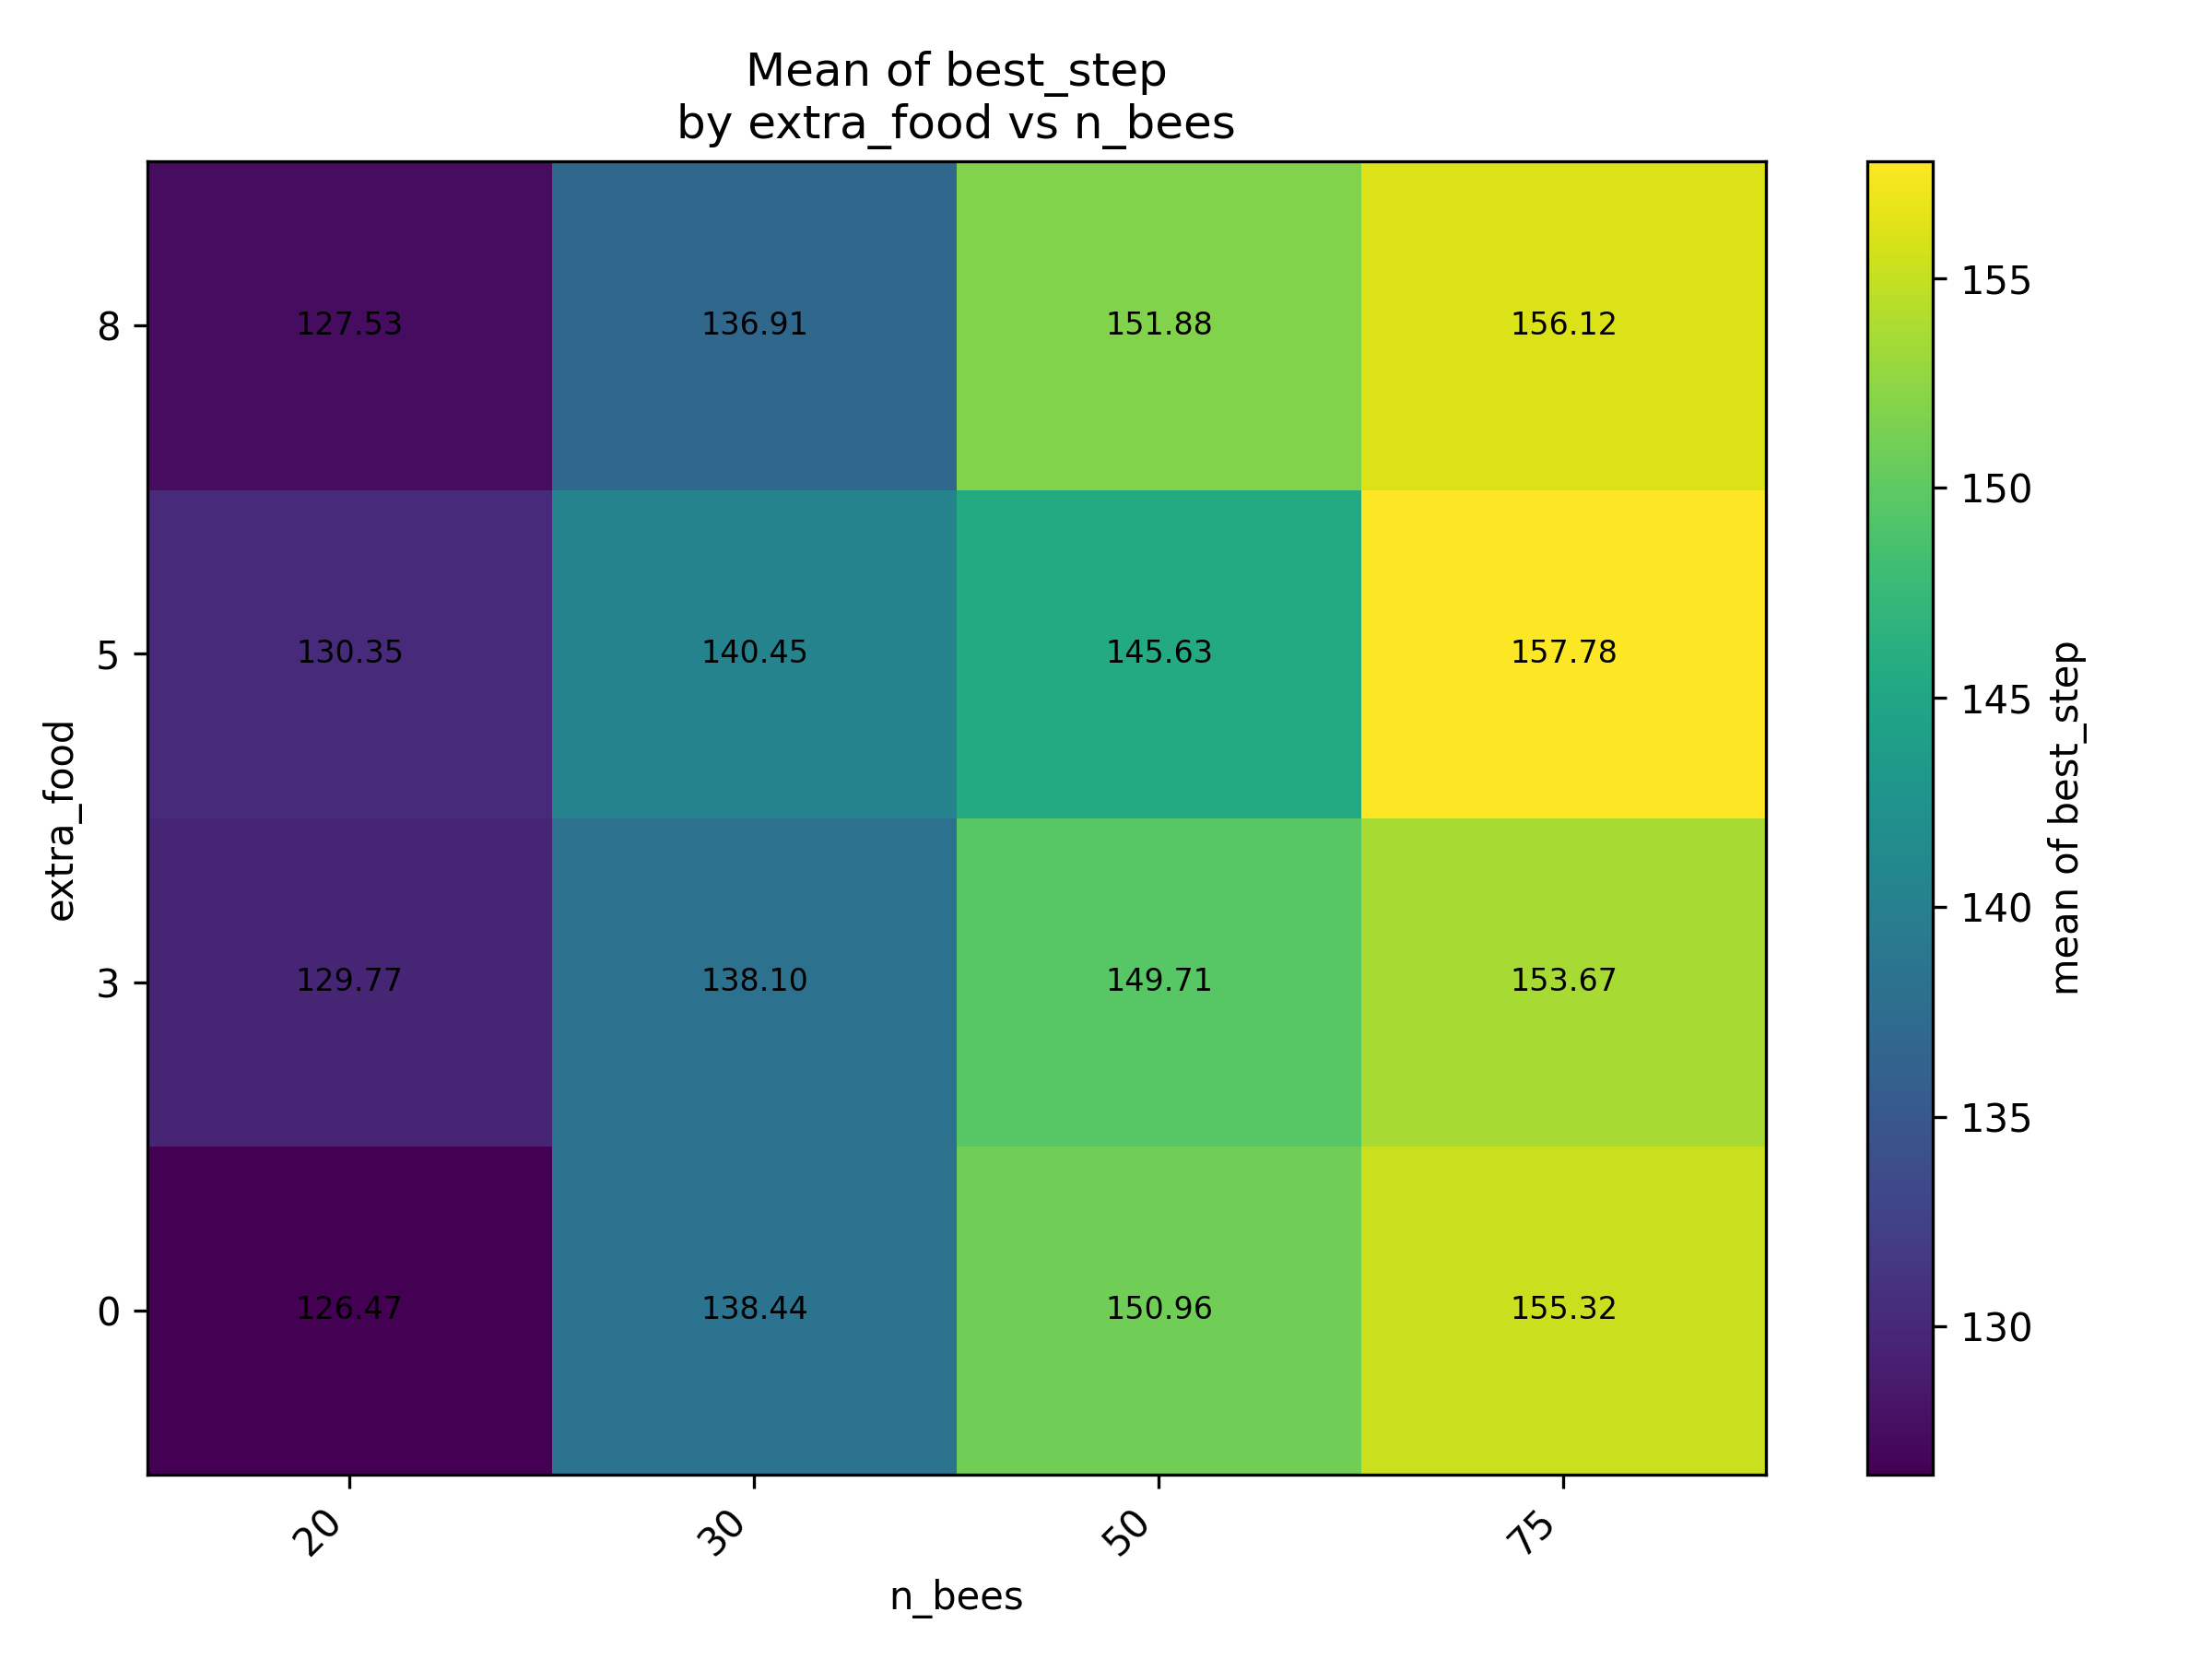 Mean of best_step
by extra_food vs n_bees
extra_food
8
5
3
0
127.53 136.91 151.88 156.12
130.35 140.45 145.63 157.78
129.77 138.10 149.71 153.67
126.47 138.44 150.96 155.32
20 30 50 75
n_bees
155
150
145
140
135
130
mean of best_step